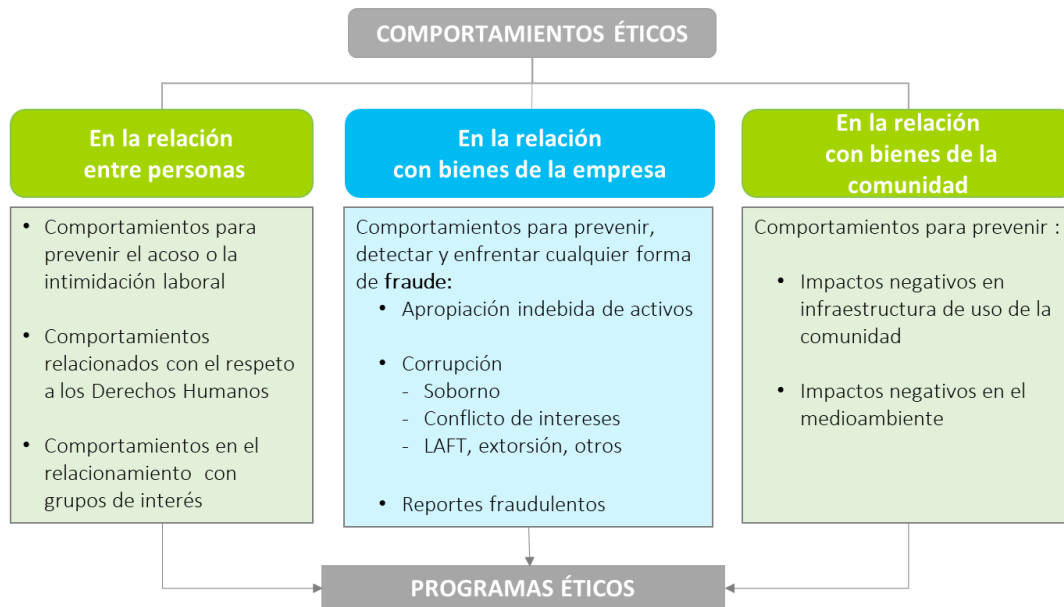 COMPORTAMIENTOS ÉTICOS
En la relación
entre personas
• Comportamientos para
prevenir el acoso o la
intimidación laboral
• Comportamientos
relacionados con el respeto
a los Derechos Humanos
• Comportamientos en el
relacionamiento con
grupos de interés
En la relación
con bienes de la empresa
Comportamientos para prevenir,
detectar y enfrentar cualquier forma
de fraude:
• Apropiación indebida de activos
• Corrupción
- Soborno
- Conflicto de intereses
- LAFT, extorsión, otros
• Reportes fraudulentos
En la relación
con bienes de la
comunidad
Comportamientos para prevenir :
• Impactos negativos en
infraestructura de uso de la
comunidad
• Impactos negativos en el
medioambiente
PROGRAMAS ÉTICOS